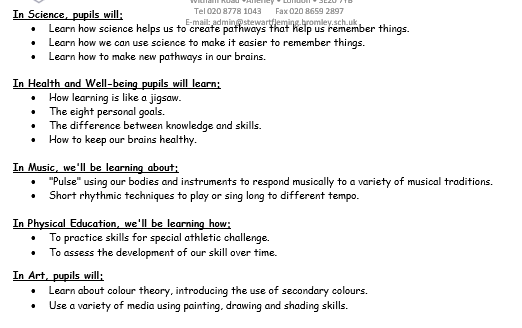 Witham Road • Anerley • London • SE20 7YB
In Science, pupils will;
Tel 020 8778 1043 Fax 020 8659 2897
E-mail: admin@stewartfleming.bromley.sch.uk
• Learn how science helps us to create pathways that help us remember things.
• Learn how we can use science to make it easier to remember things.
• Learn how to make new pathways in our brains.
In Health and Well-being pupils will learn;
• How learning is like a jigsaw.
• The eight personal goals.
• The difference between knowledge and skills.
• How to keep our brains healthy.
In Music, we'll be learning about;
• "Pulse" using our bodies and instruments to respond musically to a variety of musical traditions.
• Short rhythmic techniques to play or sing long to different tempo.
In Physical Education, we'll be learning how;
• To practice skills for special athletic challenge.
• To assess the development of our skill over time.
In Art, pupils will;
• Learn about colour theory, introducing the use of secondary colours.
• Use a variety of media using painting, drawing and shading skills.